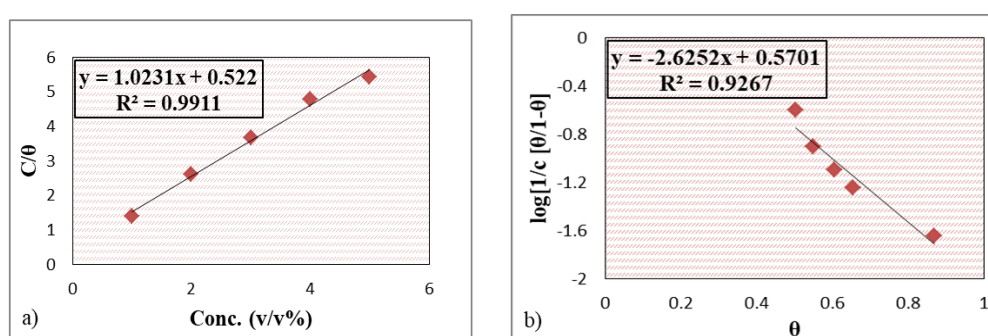 y = 1.0231x + 0.522
R² = 0.9911
C/θ
6
5
4
3
2
1
0
0
2
4
6
Conc. (v/v%)
a)
y = -2.6252x + 0.5701
R² = 0.9267
log[1/c [θ/1-θ]
0
-0.4
-0.8
-1.2
-1.6
-2
0
0.2
0.4
0.6
0.8
1
θ
b)